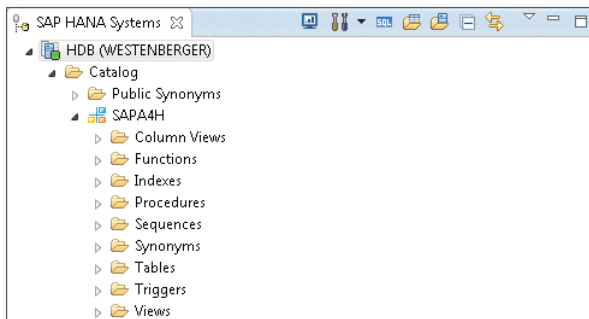 SAP HANA Systems
SQL
HDB (WESTENBERGER)
Catalog
Public Synonyms
SAPA4H
Column Views
Functions
Indexes
Procedures
Sequences
Synonyms
Tables
Triggers
Views